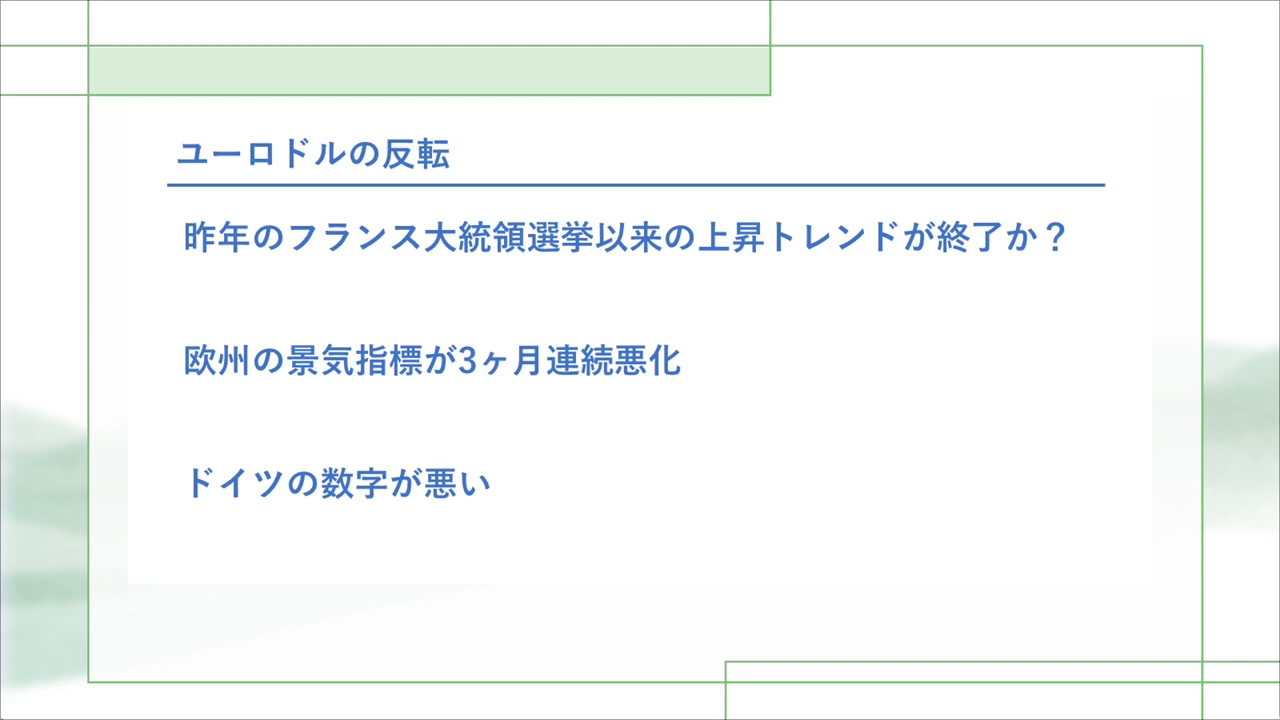 ユーロドルの反転
昨年のフランス大統領選挙以来の上昇トレンドが終了か？
欧州の景気指標が3ヶ月連続悪化
ドイツの数字が悪い